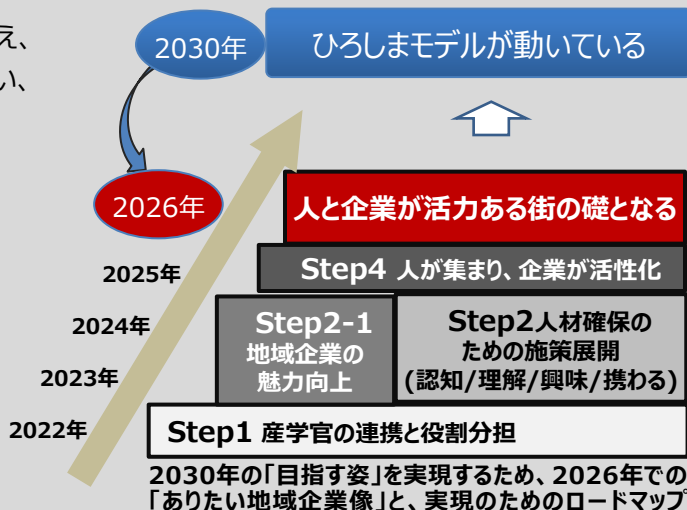 え、
い、
2030年
ひろしまモデルが動いている
2026年
人と企業が活力ある街の礎となる
2025年
Step4 人が集まり、企業が活性化
2024年
2023年
Step2-1
地域企業の
魅力向上
Step2人材確保の
ための施策展開
(認知/理解/興味/携わる)
2022年
Step1 産学官の連携と役割分担
2030年の「目指す姿」を実現するため、2026年での
「ありたい地域企業像」と、実現のためのロードマップ